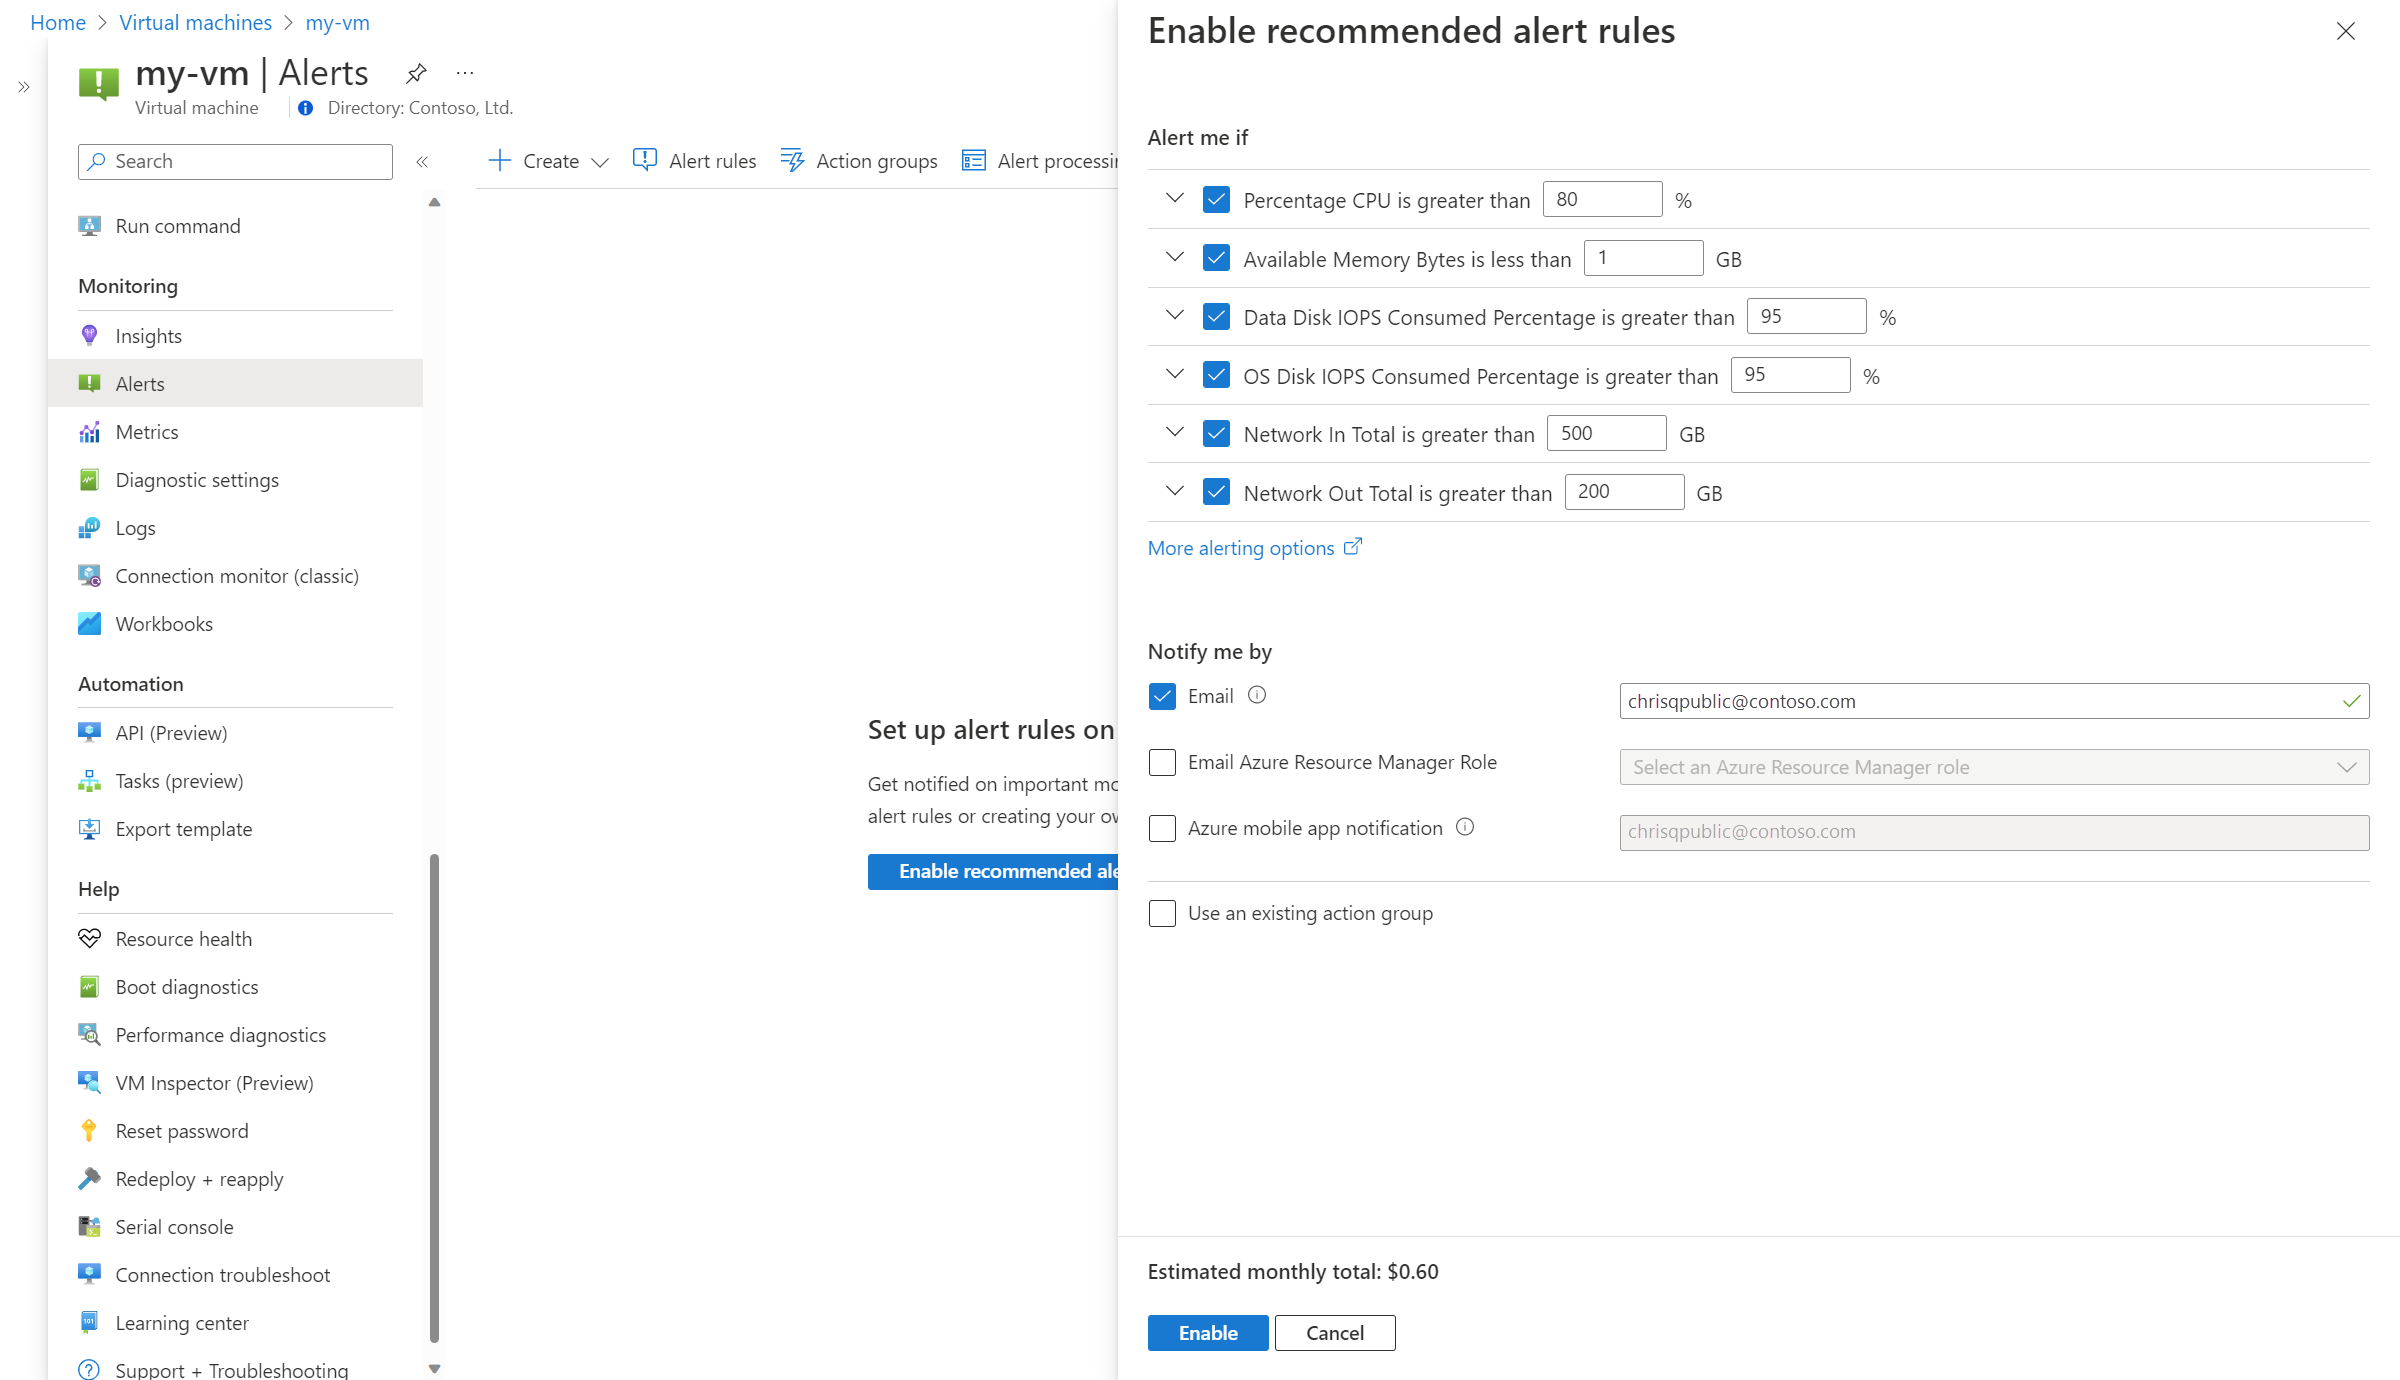 Home > Virtual machines > my-vm
my-vm | Alerts ...
Virtual machine
Directory: Contoso, Ltd.
Search
Run command
Monitoring
Insights
Alerts
Metrics
Diagnostic settings
Logs
Connection monitor (classic)
Workbooks
Automation
API (Preview)
Tasks (preview)
Export template
Help
Resource health
Boot diagnostics
Performance diagnostics
VM Inspector (Preview)
Reset password
Redeploy + reapply
Serial console
Connection troubleshoot
Learning center
Support + Troubleshooting
Create
Alert rules
Action groups
Alert processin
Set up alert rules on
Get notified on important mo
alert rules or creating your ow
Enable recommended ale
Enable recommended alert rules
Alert me if
Percentage CPU is greater than 80 %
Available Memory Bytes is less than 1 GB
Data Disk IOPS Consumed Percentage is greater than 95 %
OS Disk IOPS Consumed Percentage is greater than 95 %
Network In Total is greater than 500 GB
Network Out Total is greater than 200 GB
More alerting options
Notify me by
Email chrisqpublic@contoso.com
Email Azure Resource Manager Role Select an Azure Resource Manager role
Azure mobile app notification chrisqpublic@contoso.com
Use an existing action group
Estimated monthly total: $0.60
Enable Cancel